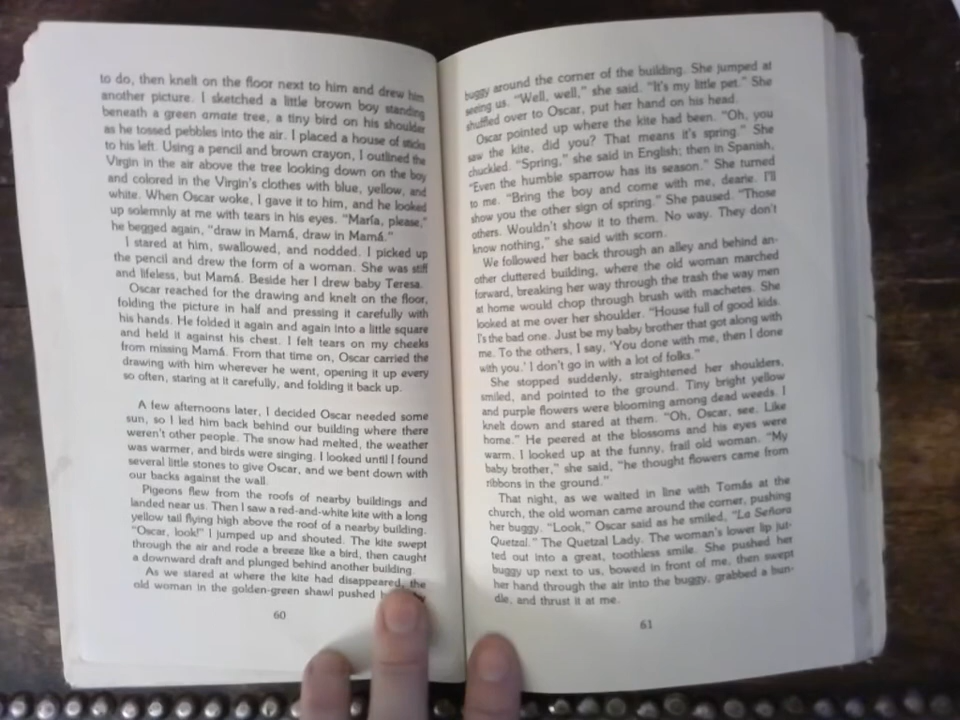 to do, then knelt on the floor next to him and drew him
another picture. I sketched a little brown boy standing
beneath a green amate tree, a tiny bird on his shoulder
as he tossed pebbles into the air. I placed a house of sticks
to his left. Using a pencil and brown crayon, I outlined the
Virgin in the air above the tree looking down on the boy
and colored in the Virgin's clothes with blue, yellow, and
white. When Oscar woke, I gave it to him, and he looked
up solemnly at me with tears in his eyes. "María, please,"
he begged again, "draw in Mamá, draw in Mamá."
I stared at him, swallowed, and nodded. I picked up
the pencil and drew the form of a woman. She was stiff
and lifeless, but Mamá. Beside her I drew baby Teresa.
Oscar reached for the drawing and knelt on the floor,
folding the picture in half and pressing it carefully with
his hands. He folded it again and again into a little square
and held it against his chest. I felt tears on my cheeks
from missing Mamá. From that time on, Oscar carried the
drawing with him wherever he went, opening it up every
so often, staring at it carefully, and folding it back up.
A few afternoons later, I decided Oscar needed some
sun, so I led him back behind our building where there
weren't other people. The snow had melted, the weather
was warmer, and birds were singing. I looked until I found
several little stones to give Oscar, and we bent down with
our backs against the wall.
Pigeons flew from the roofs of nearby buildings and
landed near us. Then I saw a red-and-white kite with a long
yellow tail flying high above the roof of a nearby building.
"Oscar, look!" I jumped up and shouted. The kite swept
through the air and rode a breeze like a bird, then caught
a downward draft and plunged behind another building.
As we stared at where the kite had disappeared, the
old woman in the golden-green shawl pushed
60
buggy around the corner of the building. She jumped at
seeing us. "Well, well," she said. "It's my little pet." She
shuffled over to Oscar, put her hand on his head.
Oscar pointed up where the kite had been. "Oh, you
saw the kite, did you? That means it's spring." She
chuckled. "Spring," she said in English; then in Spanish,
"Even the humble sparrow has its season." She turned
to me. "Bring the boy and come with me, dearie. I'll
show you the other sign of spring." She paused. "Those
others. Wouldn't show it to them. No way. They don't
know nothing," she said with scorn.
We followed her back through an alley and behind an-
other cluttered building, where the old woman marched
forward, breaking her way through the trash the way men
at home would chop through brush with machetes. She
looked at me over her shoulder. "House full of good kids.
I's the bad one. Just be my baby brother that got along with
me. To the others, I say, 'You done with me, then I done
with you.' I don't go in with a lot of folks."
She stopped suddenly, straightened her shoulders,
smiled, and pointed to the ground. Tiny bright yellow
and purple flowers were blooming among dead weeds. I
knelt down and stared at them. "Oh, Oscar, see. Like
home." He peered at the blossoms and his eyes were
warm. I looked up at the funny, frail old woman. "My
baby brother," she said, "he thought flowers came from
ribbons in the ground."
That night, as we waited in line with Tomás at the
church, the old woman came around the corner, pushing
her buggy. "Look," Oscar said as he smiled, "La Señora
Quetzal." The Quetzal Lady. The woman's lower lip jut-
ted out into a great, toothless smile. She pushed her
buggy up next to us, bowed in front of me, then swept
her hand through the air into the buggy, grabbed a bun-
dle, and thrust it at me.
61